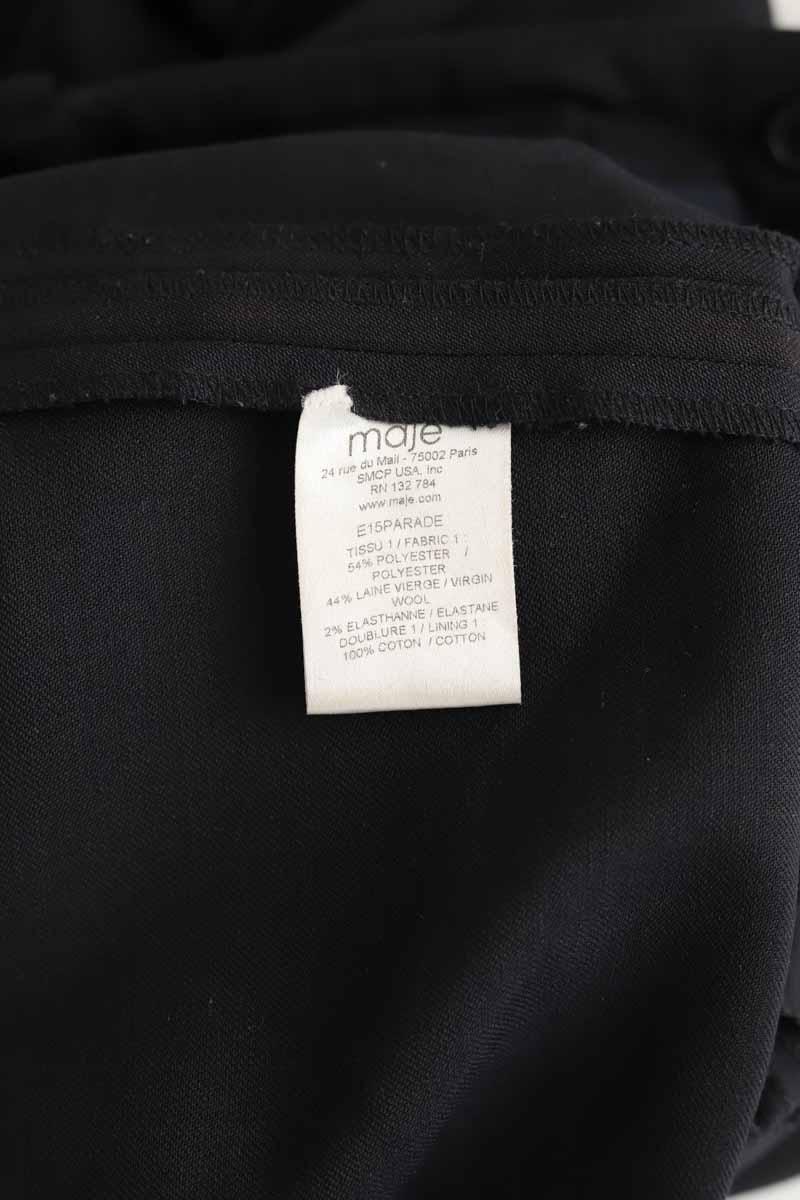 maje
24 rue du Mail - 75002 Paris
SMCP USA, Inc
RN 132 784
www.maje.com
E15PARADE
TISSU 1 / FABRIC 1 :
54% POLYESTER /
POLYESTER
44% LAINE VIERGE / VIRGIN
WOOL
2% ELASTHANNE / ELASTANE
DOUBLURE 1 / LINING 1 :
100% COTON / COTTON